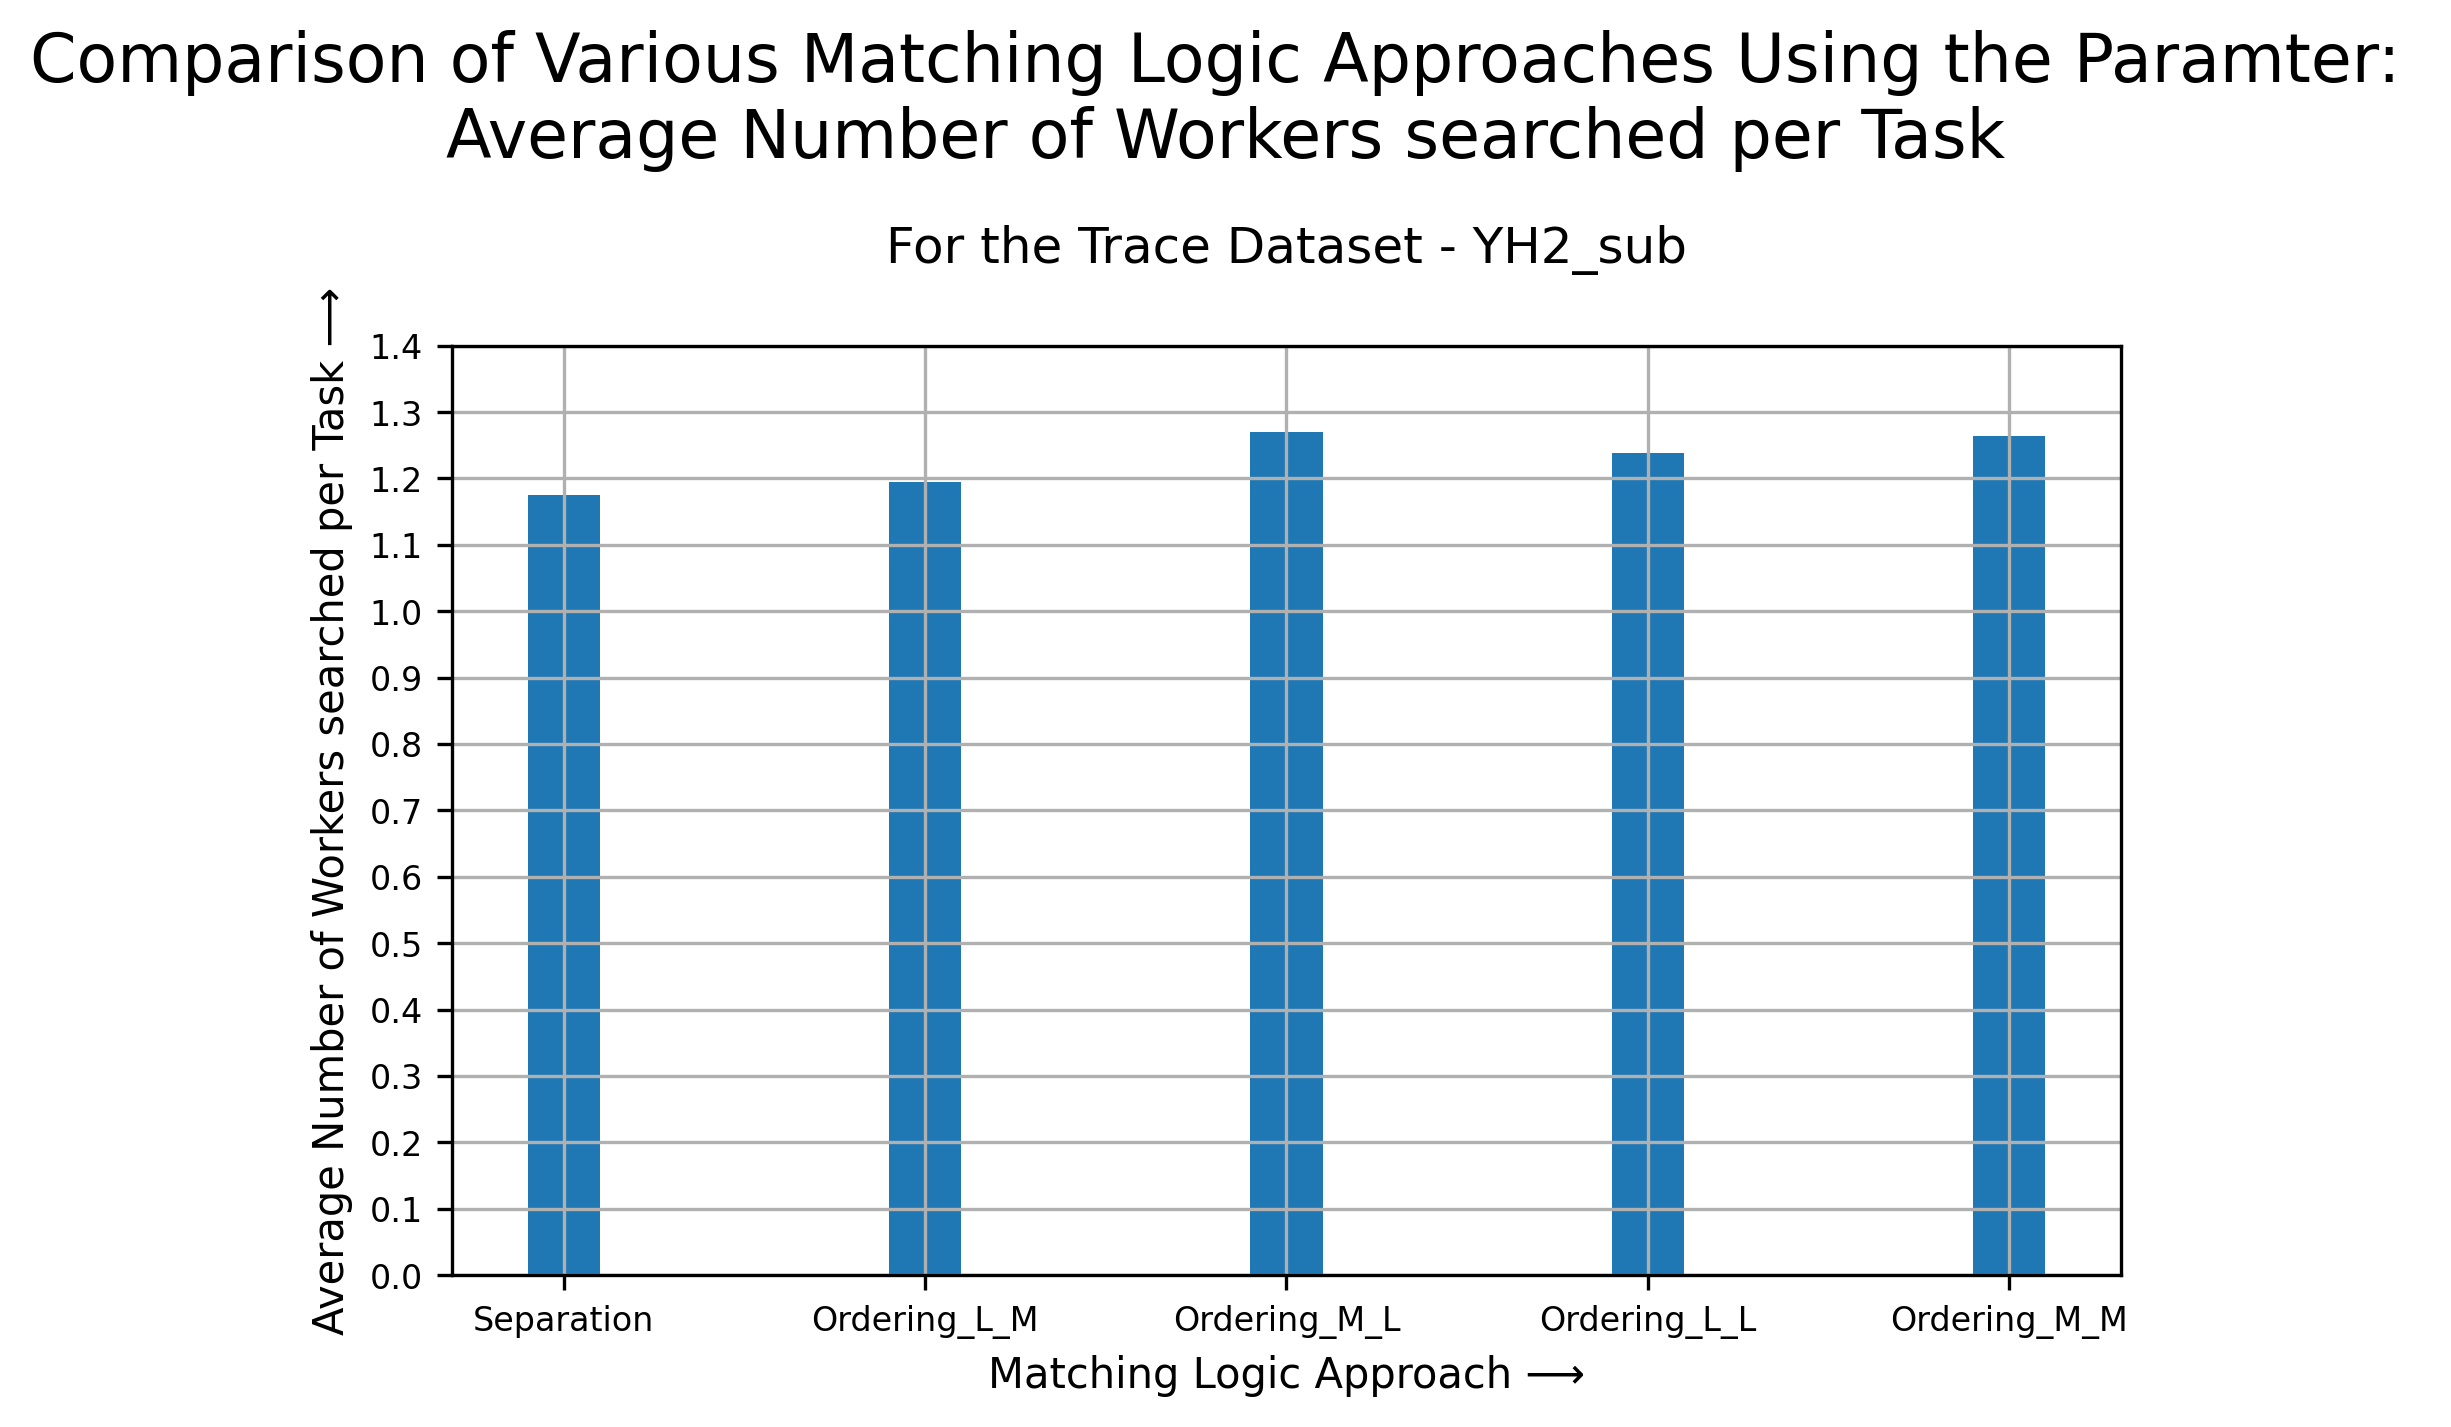 Comparison of Various Matching Logic Approaches Using the Paramter:
Average Number of Workers searched per Task
For the Trace Dataset - YH2_sub
Average Number of Workers searched per Task ⟶
1.4
1.3
1.2
1.1
1.0
0.9
0.8
0.7
0.6
0.5
0.4
0.3
0.2
0.1
0.0
Separation Ordering_L_M Ordering_M_L Ordering_L_L Ordering_M_M
Matching Logic Approach ⟶